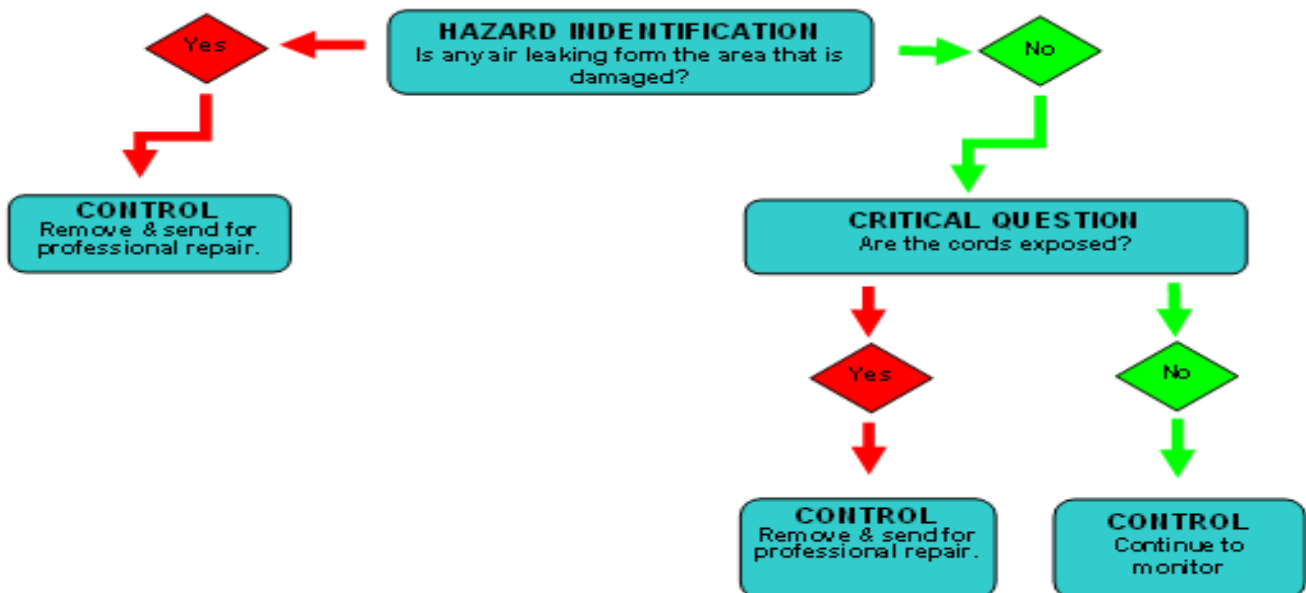 Yes
HAZARD INDENTIFICATION
Is any air leaking form the area that is
damaged?
No
CONTROL
Remove & send for
professional repair.
CRITICAL QUESTION
Are the cords exposed?
Yes
No
CONTROL
Remove & send for
professional repair.
CONTROL
Continue to
monitor